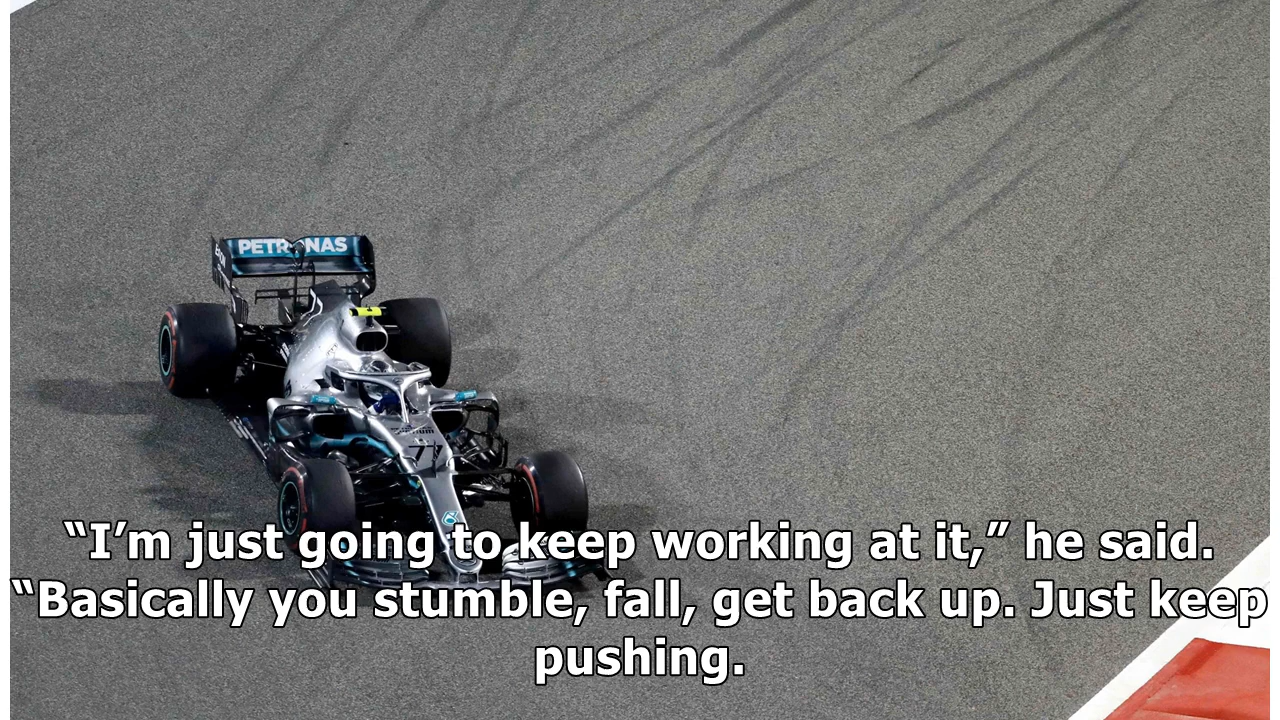 PETRONAS
77
“I’m just going to keep working at it,” he said.
“Basically you stumble, fall, get back up. Just keep
pushing.